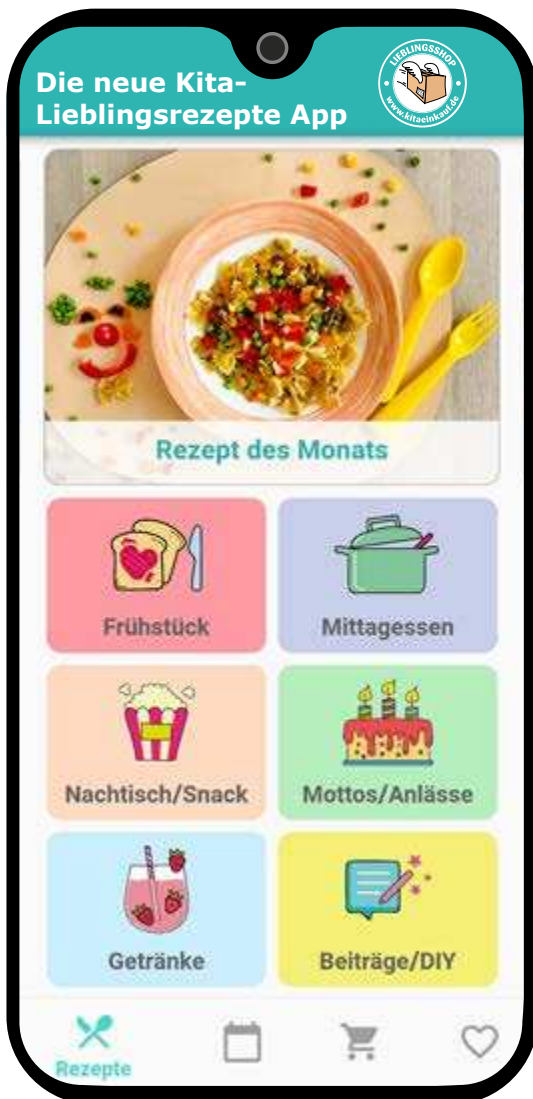 Die neue Kita-
Lieblingsrezepte App
LIEBLINGSSHOP
www.kitaeinkauf.de
Rezept des Monats
Frühstück
Mittagessen
Nachtisch/Snack
Mottos/Anlässe
Getränke
Beiträge/DIY
Rezepte